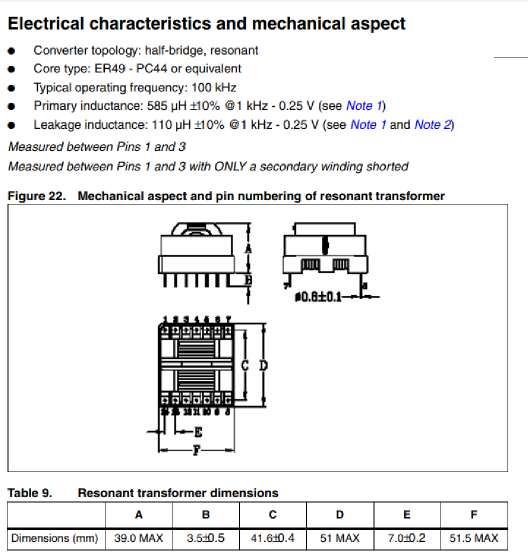 Electrical characteristics and mechanical aspect
● Converter topology: half-bridge, resonant
● Core type: ER49 - PC44 or equivalent
● Typical operating frequency: 100 kHz
● Primary inductance: 585 µH ±10% @1 kHz - 0.25 V (see Note 1)
● Leakage inductance: 110 µH ±10% @1 kHz - 0.25 V (see Note 1 and Note 2)
Measured between Pins 1 and 3
Measured between Pins 1 and 3 with ONLY a secondary winding shorted
Figure 22. Mechanical aspect and pin numbering of resonant transformer
A
B
7 8
ø0.8±0.1
1 2 3 4 5 6 7
C D
E
F
Table 9. Resonant transformer dimensions
A B C D E F
Dimensions (mm) 39.0 MAX 3.5±0.5 41.6±0.4 51 MAX 7.0±0.2 51.5 MAX